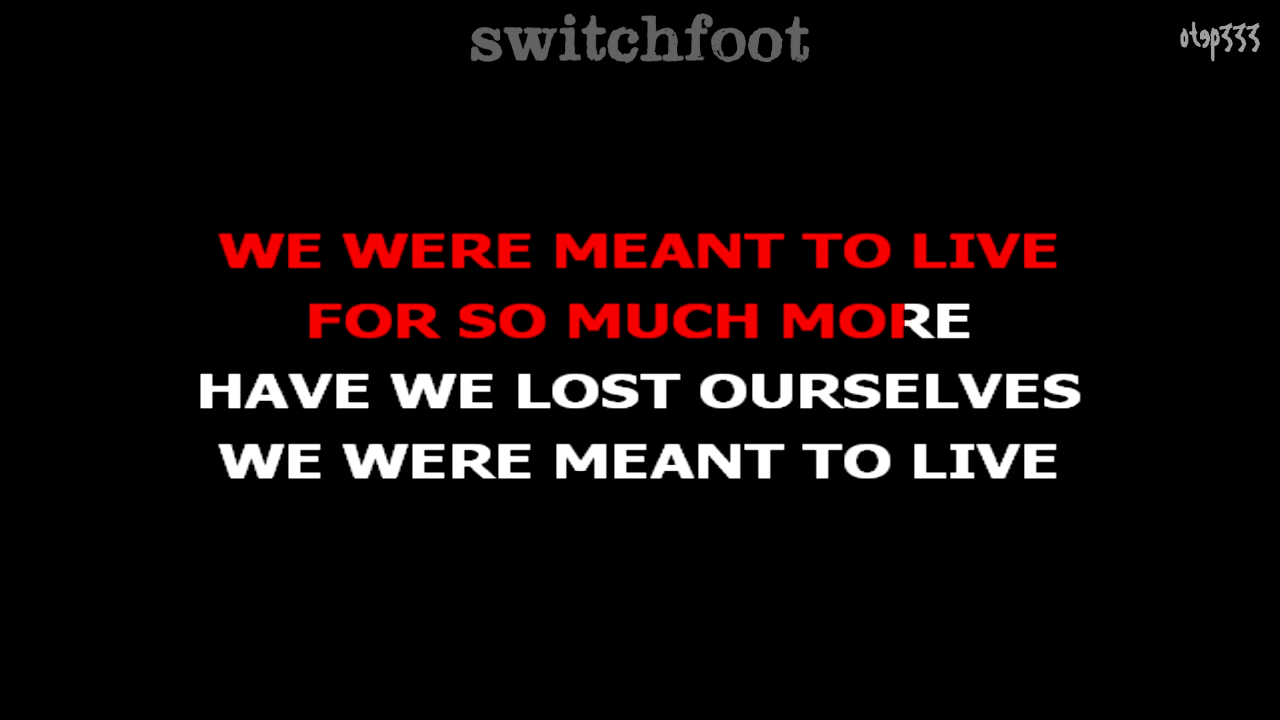 switchfoot
otep333
WE WERE MEANT TO LIVE
FOR SO MUCH MORE
HAVE WE LOST OURSELVES
WE WERE MEANT TO LIVE